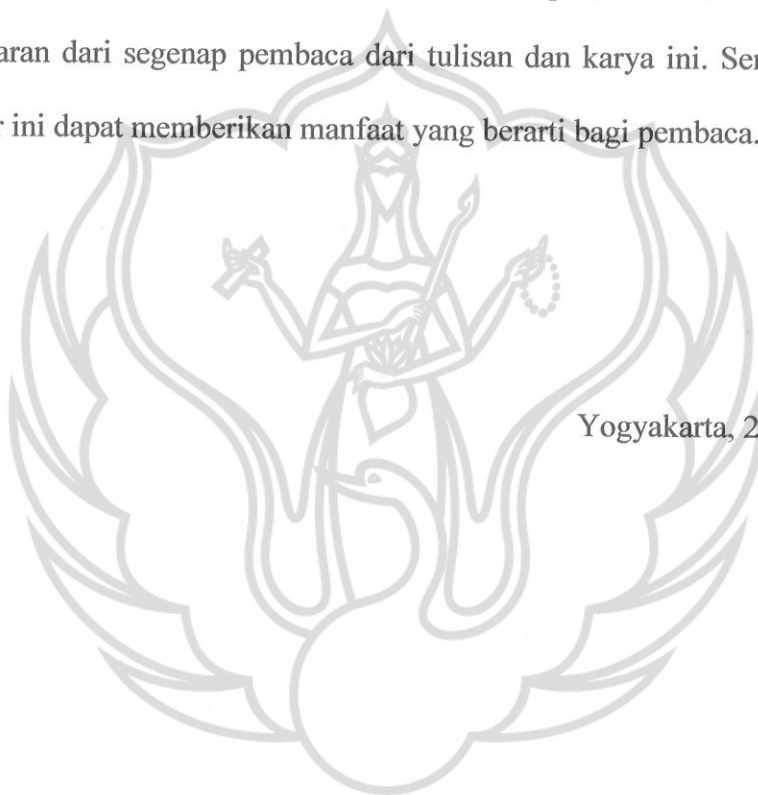 aran dari segenap pembaca dari tulisan dan karya ini. Ser
r ini dapat memberikan manfaat yang berarti bagi pembaca.
Yogyakarta, 2